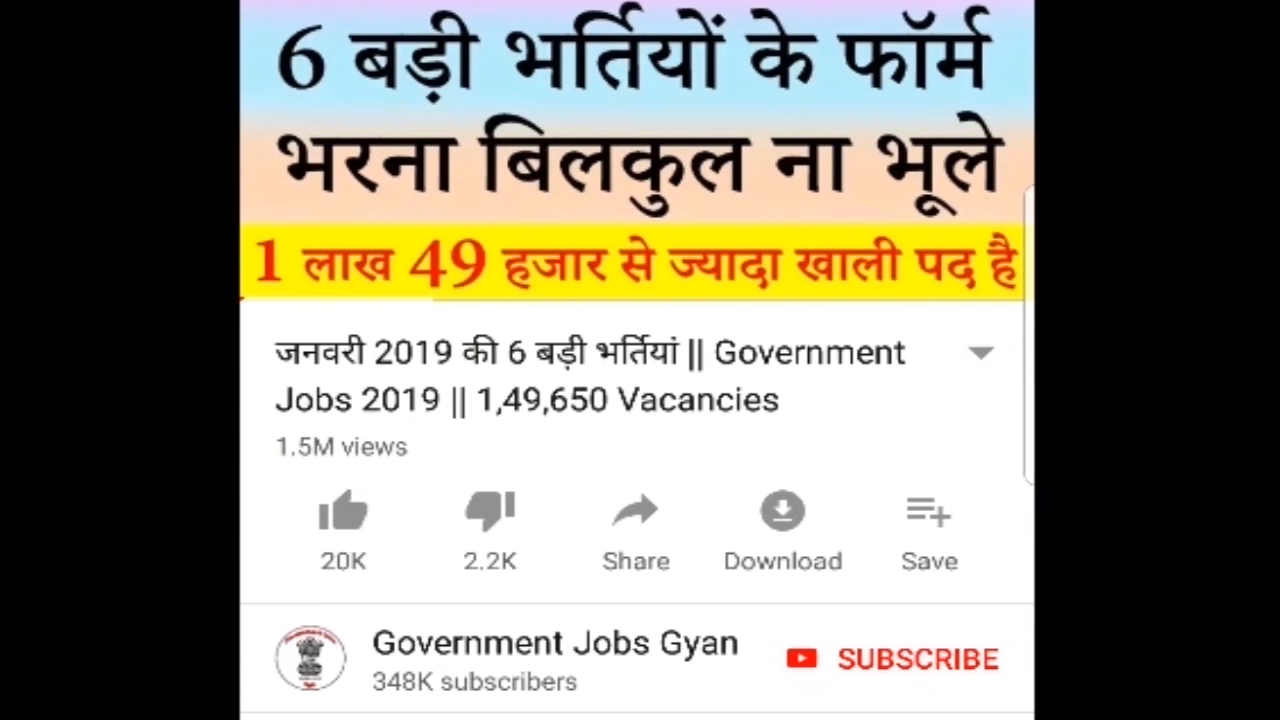 6 बड़ी भर्तियों के फॉर्म
भरना बिलकुल ना भूले
1 लाख 49 हजार से ज्यादा खाली पद है
जनवरी 2019 की 6 बड़ी भर्तियां || Government
Jobs 2019 || 1,49,650 Vacancies
1.5M views
20K 2.2K Share Download Save
Government Jobs Gyan
348K subscribers
SUBSCRIBE